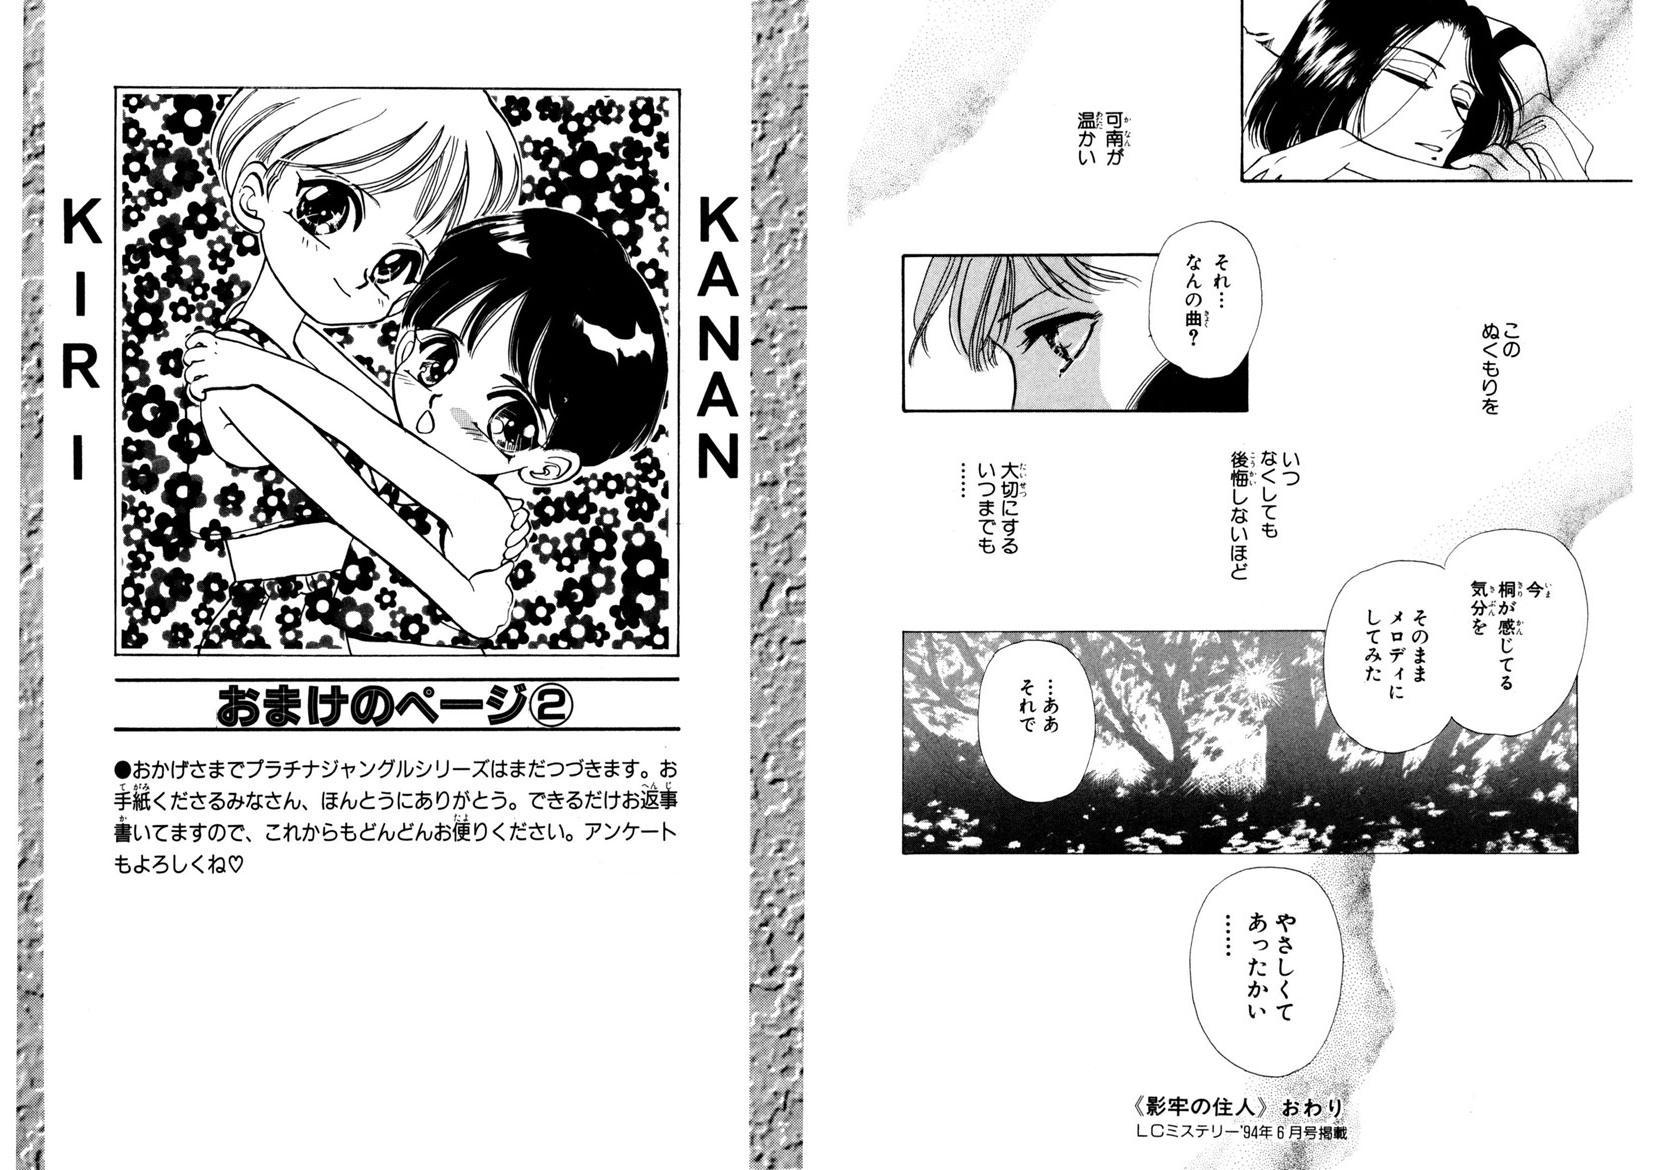 可南が
温かい
それ…
なんの曲?
この
ぬくもりを
いつ
なくしても
後悔しないほど
大切にする
いつまでも
……
今
桐が感じてる
気分を
そのまま
メロディに
してみた
…ああ
それで
やさしくて
あったかい
……
《影牢の住人》おわり
LCミステリー'94年6月号掲載
KANAN
KIRI
おまけのページ②
●おかげさまでプラチナジャングルシリーズはまだつづきます。お
手紙くださるみなさん、ほんとうにありがとう。できるだけお返事
書いてますので、これからもどんどんお便りください。アンケート
もよろしくね♡